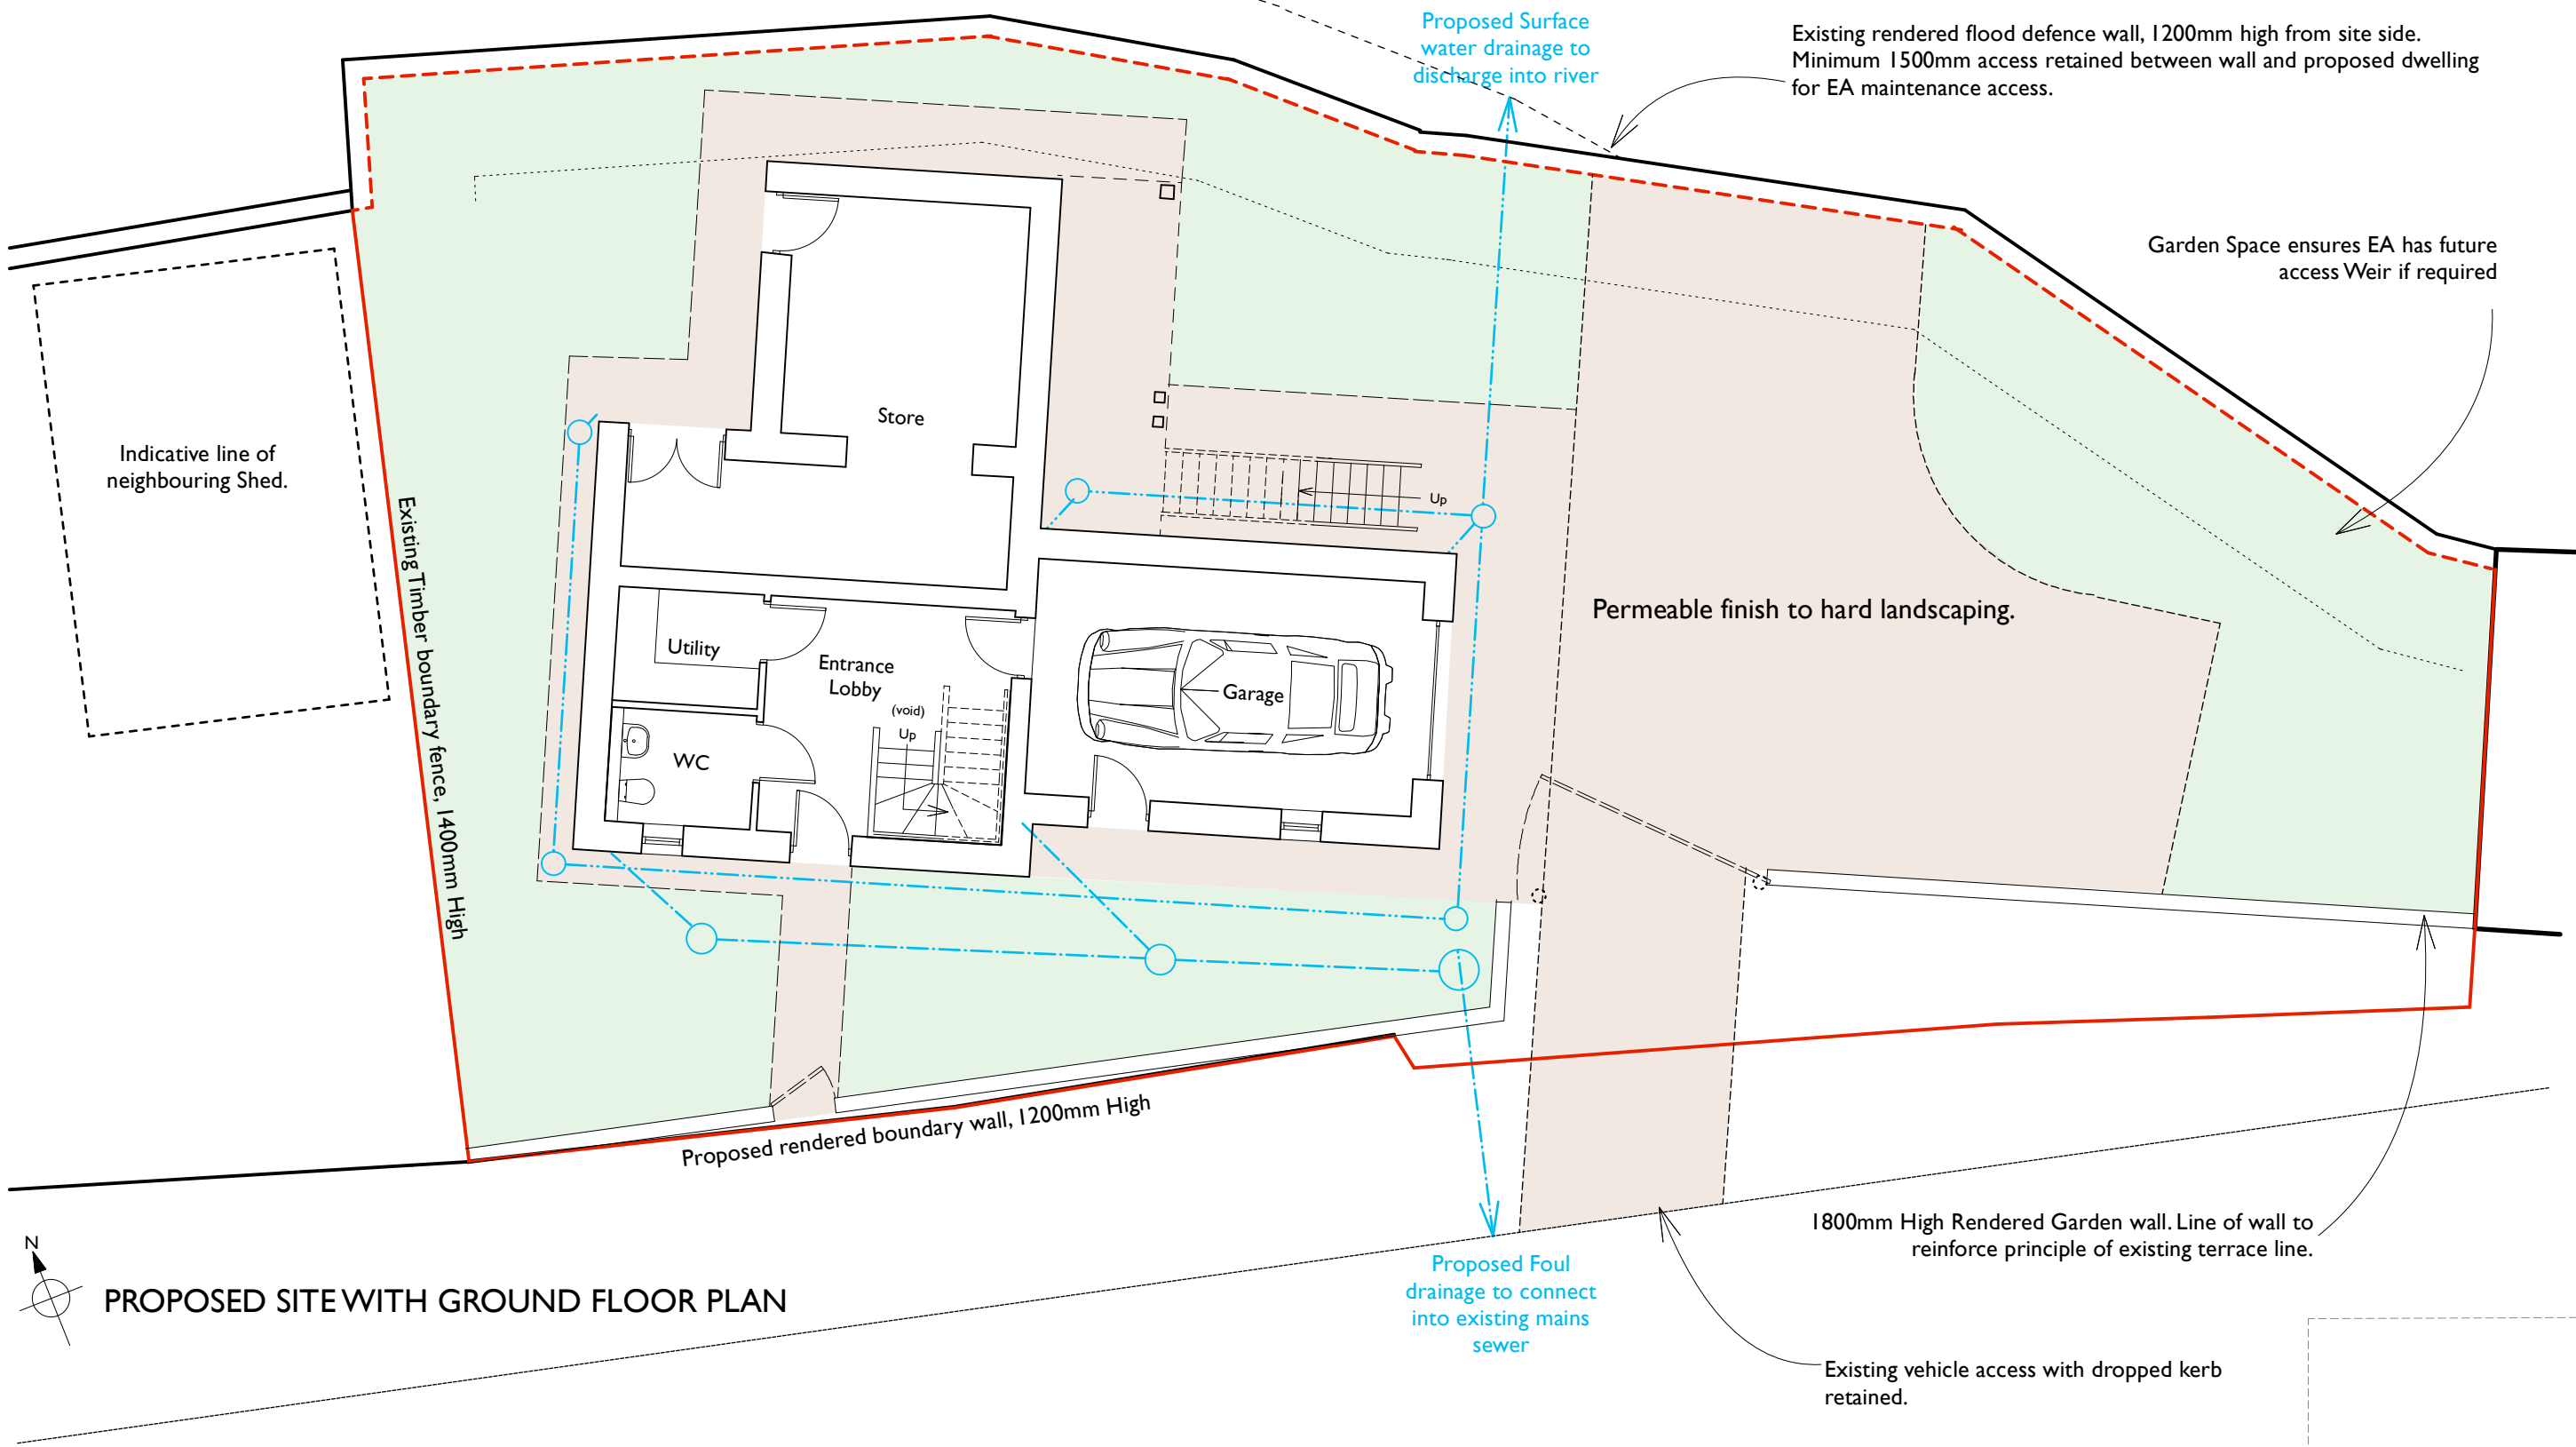 Proposed Surface
water drainage to
discharge into river
Existing rendered flood defence wall, 1200mm high from site side.
Minimum 1500mm access retained between wall and proposed dwelling
for EA maintenance access.
Garden Space ensures EA has future
access Weir if required
Indicative line of
neighbouring Shed.
Existing Timber boundary fence, 1400mm High
Store
Up
Permeable finish to hard landscaping.
Utility
Entrance
Lobby
(void)
Up
Garage
WC
Proposed rendered boundary wall, 1200mm High
1800mm High Rendered Garden wall. Line of wall to
reinforce principle of existing terrace line.
N
PROPOSED SITE WITH GROUND FLOOR PLAN
Proposed Foul
drainage to connect
into existing mains
sewer
Existing vehicle access with dropped kerb
retained.